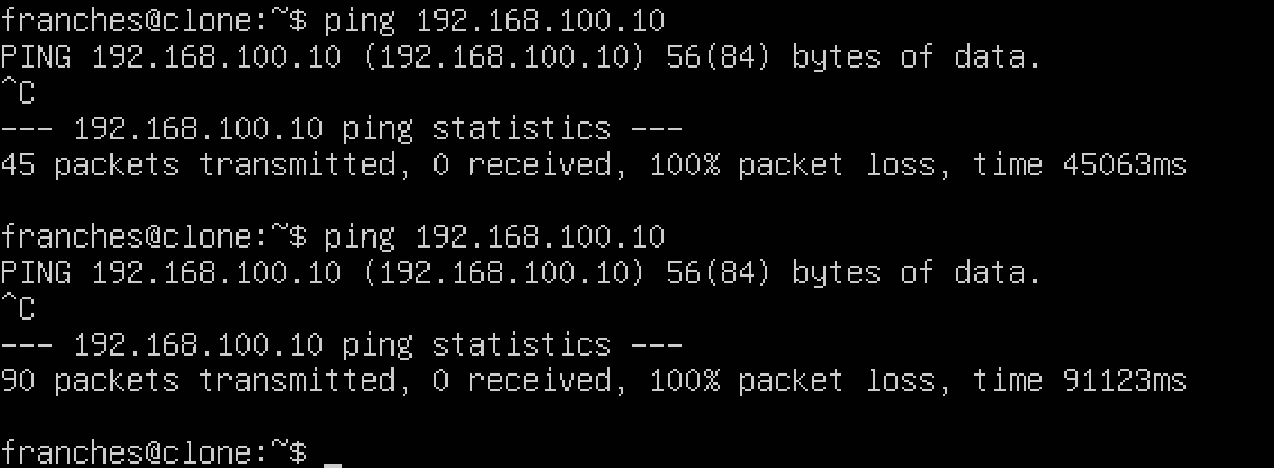 franches@clone:~$ ping 192.168.100.10
PING 192.168.100.10 (192.168.100.10) 56(84) bytes of data.
^C
--- 192.168.100.10 ping statistics ---
45 packets transmitted, 0 received, 100% packet loss, time 45063ms

franches@clone:~$ ping 192.168.100.10
PING 192.168.100.10 (192.168.100.10) 56(84) bytes of data.
^C
--- 192.168.100.10 ping statistics ---
90 packets transmitted, 0 received, 100% packet loss, time 91123ms

franches@clone:~$ _